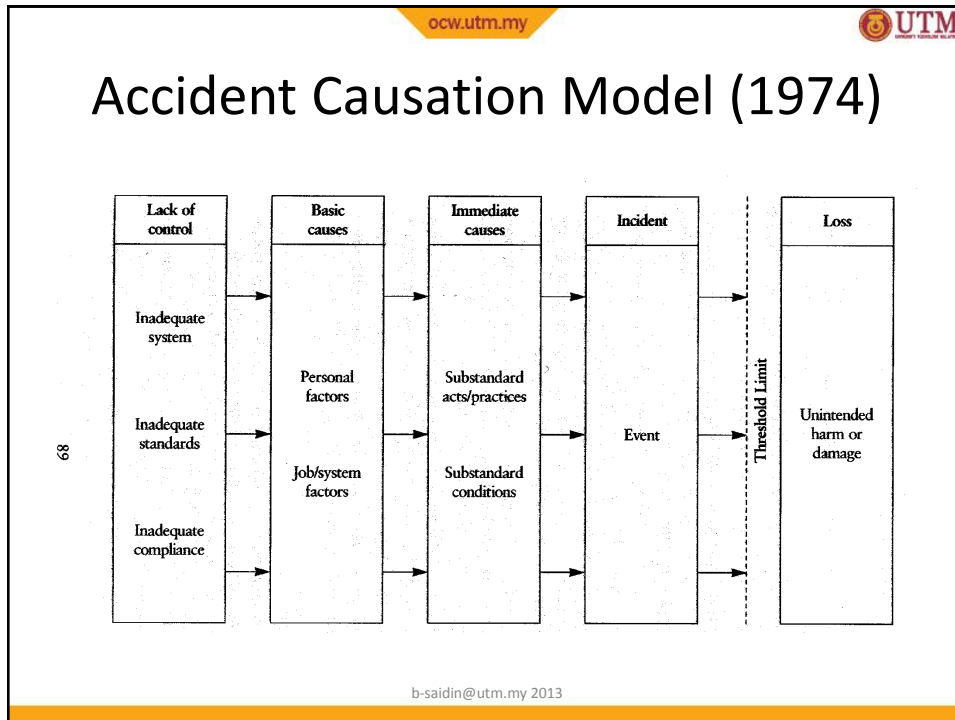 ocw.utm.my
UTM
Accident Causation Model (1974)
Lack of
control
Inadequate
system
Inadequate
standards
Inadequate
compliance
Basic
causes
Personal
factors
Job/system
factors
Immediate
causes
Substandard
acts/practices
Substandard
conditions
Incident
Event
Threshold Limit
Loss
Unintended
harm or
damage
68
b-saidin@utm.my 2013